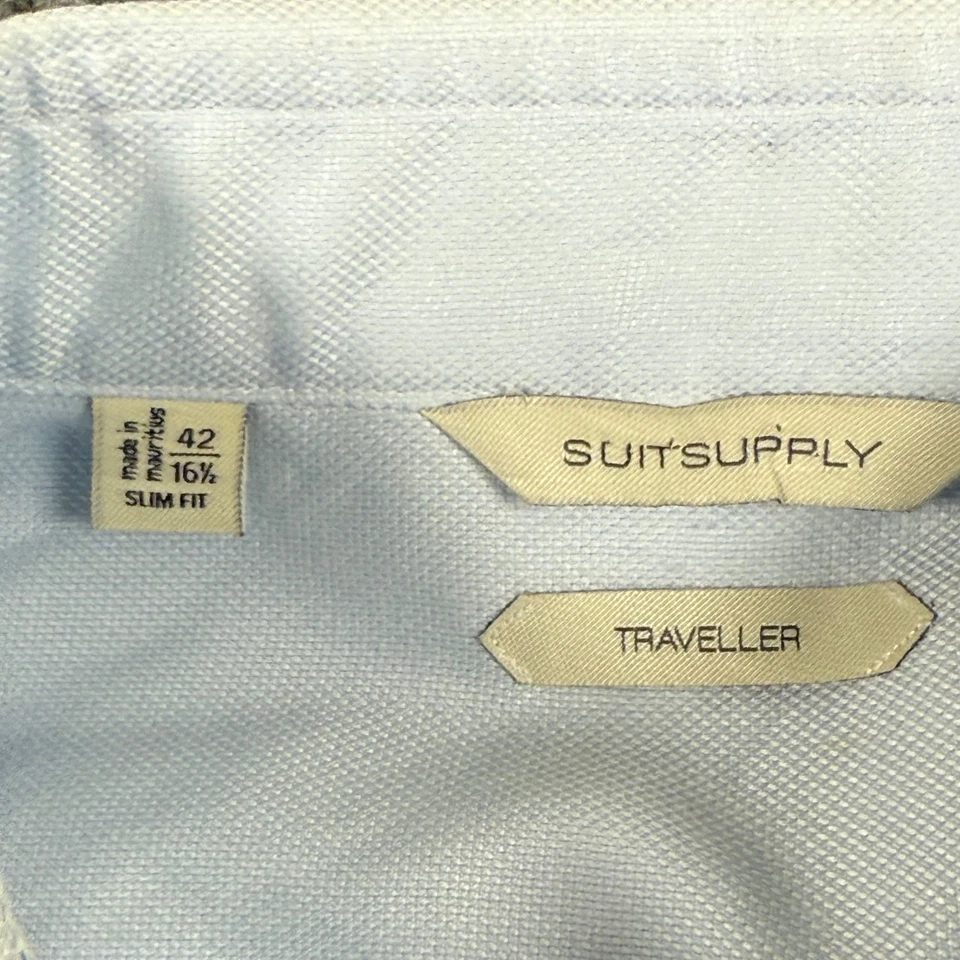 made in
mauritius
42
16½
SLIM FIT
SUITSUPPLY
TRAVELLER